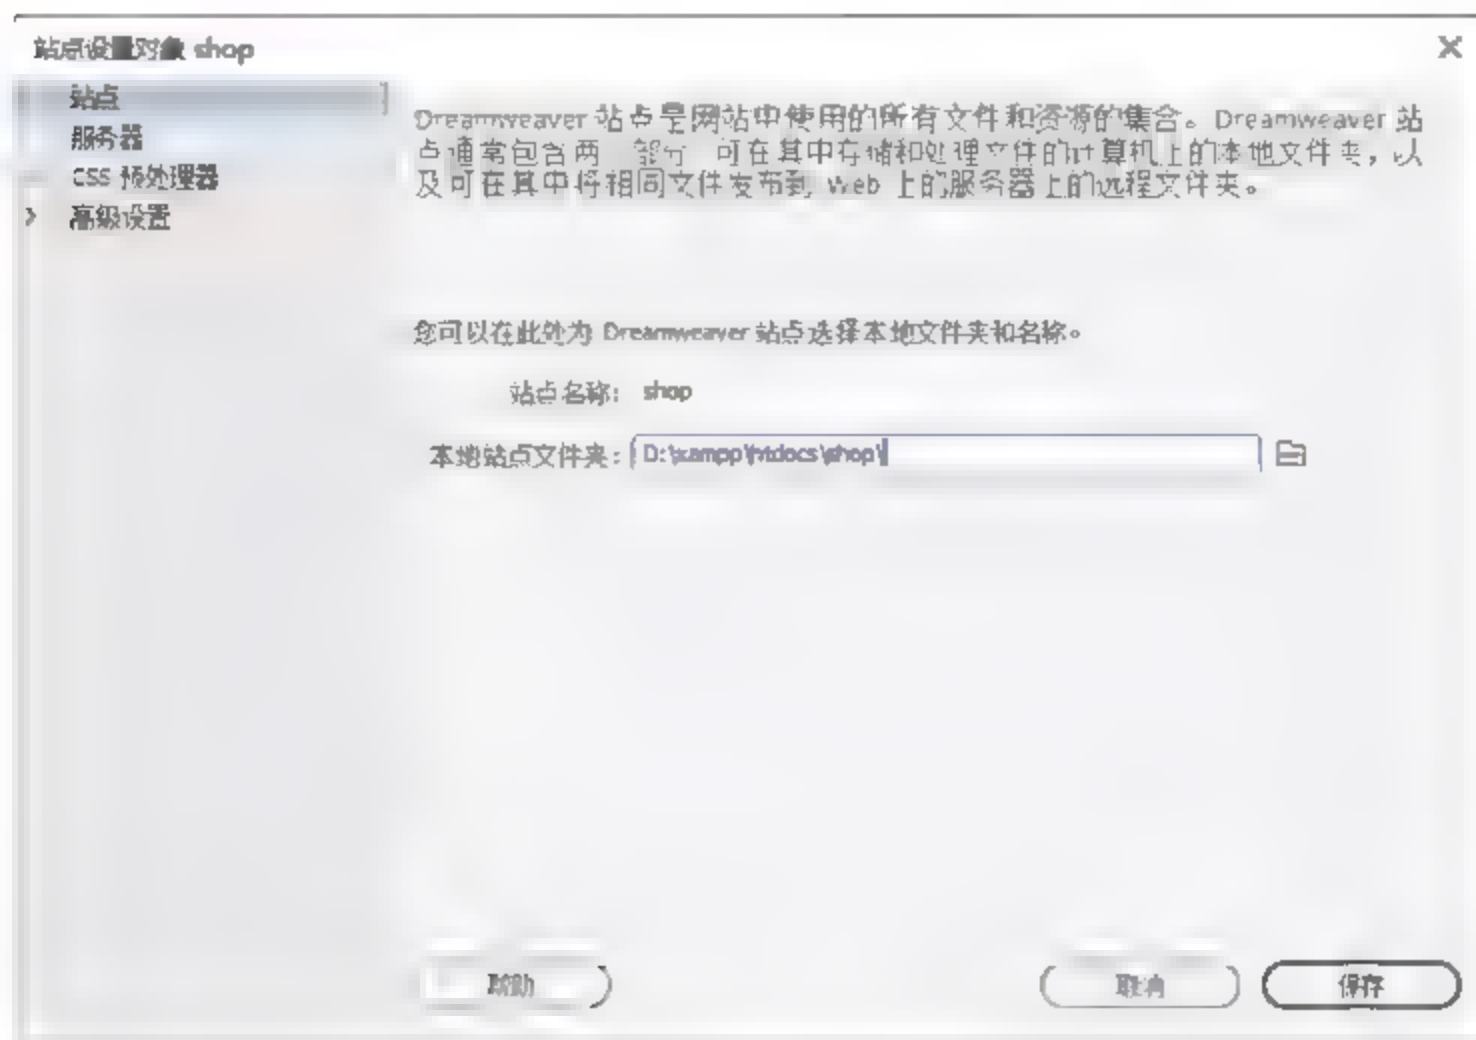 站点设置对象 shop
站点
服务器
CSS 预处理器
高级设置
Dreamweaver 站点是网站中使用的所有文件和资源的集合。Dreamweaver 站
点通常包含两 部分 可在其中存储和处理文件的计算机上的本地文件夹，以
及可在其中将相同文件发布到 Web 上的服务器上的远程文件夹。
您可以在此处为 Dreamweaver 站点选择本地文件夹和名称。
站点名称： shop
本地站点文件夹： D:\xampp\htdocs\shop\
帮助
取消
保存